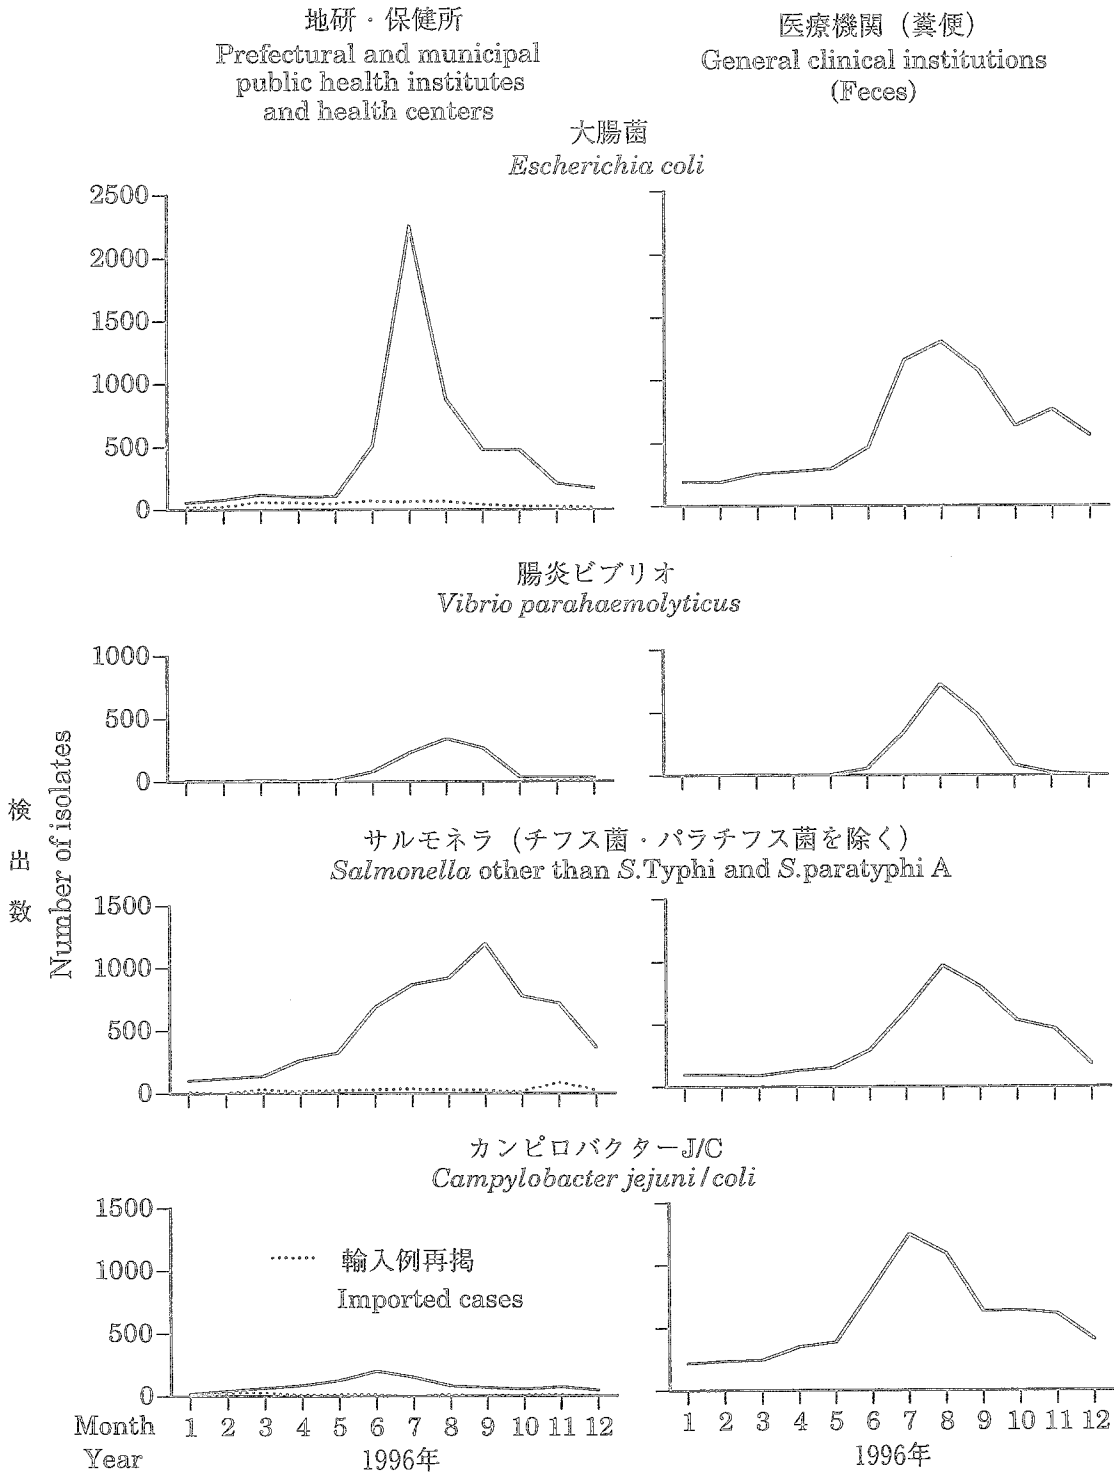 地研・保健所
Prefectural and municipal
public health institutes
and health centers
医療機関（糞便）
General clinical institutions
(Feces)
大腸菌
Escherichia coli
2500
2000
1500
1000
500
0
腸炎ビブリオ
Vibrio parahaemolyticus
1000
500
0
検出数
Number of isolates
サルモネラ（チフス菌・パラチフス菌を除く）
Salmonella other than S.Typhi and S.paratyphi A
1500
1000
500
0
カンピロバクターJ/C
Campylobacter jejuni/coli
1500
1000
500
0
輸入例再掲
Imported cases
Month 1 2 3 4 5 6 7 8 9 10 11 12
Year 1996年
1 2 3 4 5 6 7 8 9 10 11 12
1996年